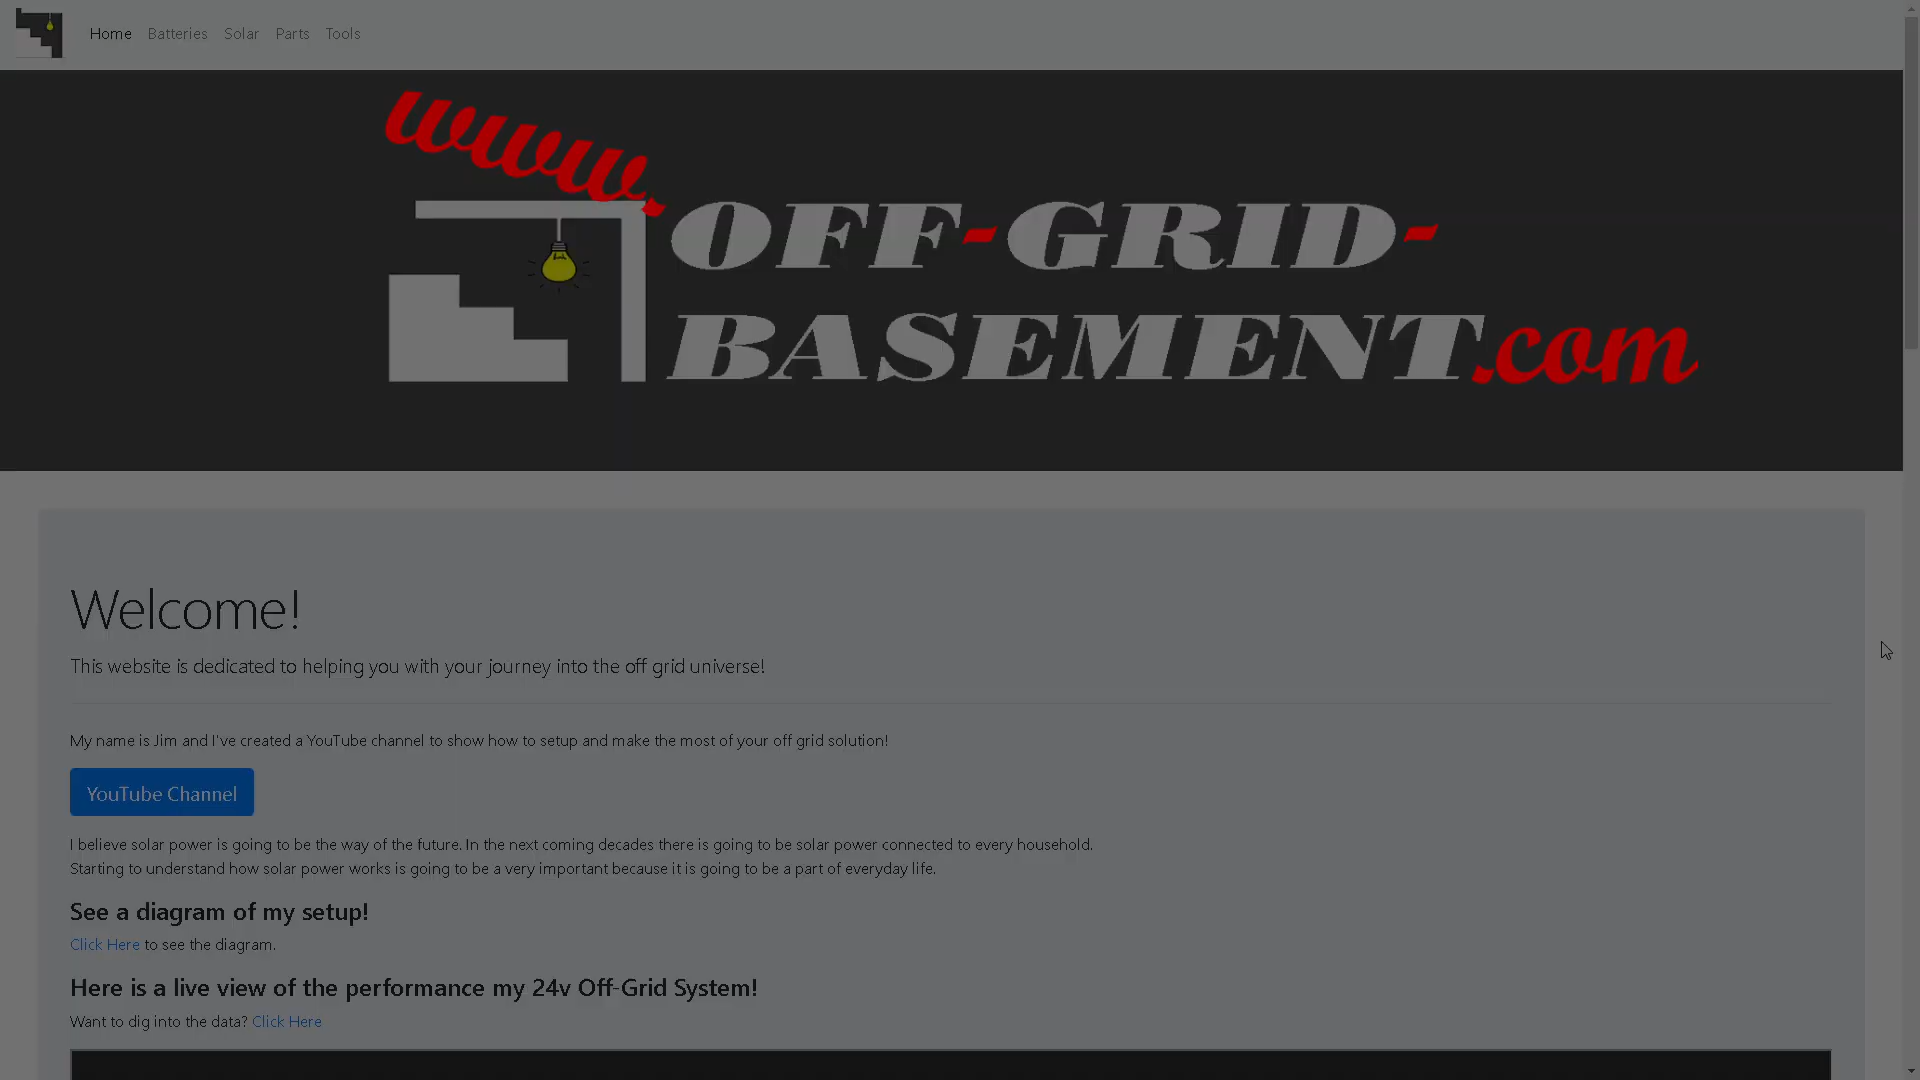 Home Batteries Solar Parts Tools
www.
OFF-GRID-
BASEMENT.com
Welcome!
This website is dedicated to helping you with your journey into the off grid universe!
My name is Jim and I've created a YouTube channel to show how to setup and make the most of your off grid solution!
YouTube Channel
I believe solar power is going to be the way of the future. In the next coming decades there is going to be solar power connected to every household.
Starting to understand how solar power works is going to be a very important because it is going to be a part of everyday life.
See a diagram of my setup!
Click Here to see the diagram.
Here is a live view of the performance my 24v Off-Grid System!
Want to dig into the data? Click Here